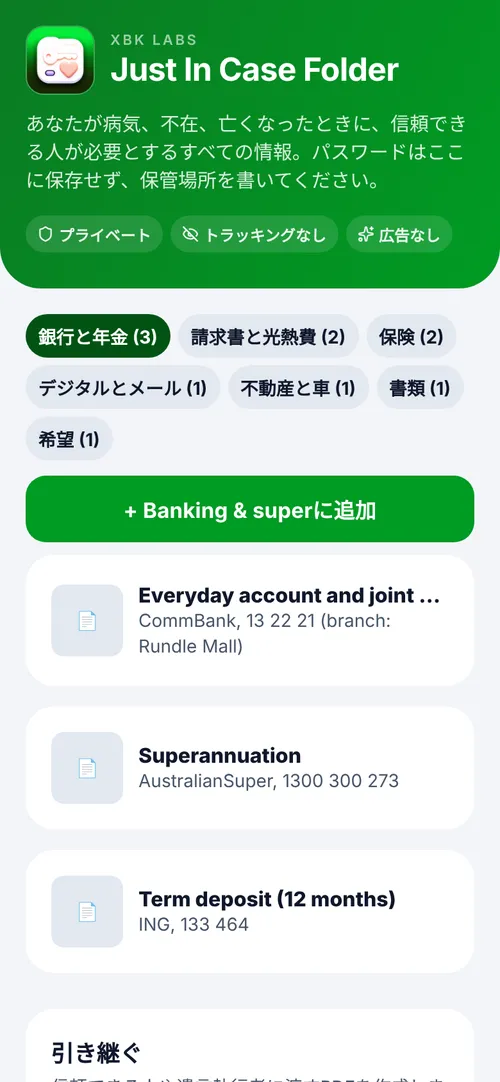 XBK LABS
Just In Case Folder
あなたが病気、不在、亡くなったときに、信頼でき
る人が必要とするすべての情報。パスワードはここ
に保存せず、保管場所を書いてください。
プライベート
トラッキングなし
広告なし
銀行と年金 (3)
請求書と光熱費 (2)
保険 (2)
デジタルとメール (1)
不動産と車 (1)
書類 (1)
希望 (1)
+ Banking & superに追加
Everyday account and joint ...
CommBank, 13 22 21 (branch:
Rundle Mall)
Superannuation
AustralianSuper, 1300 300 273
Term deposit (12 months)
ING, 133 464
引き継ぐ